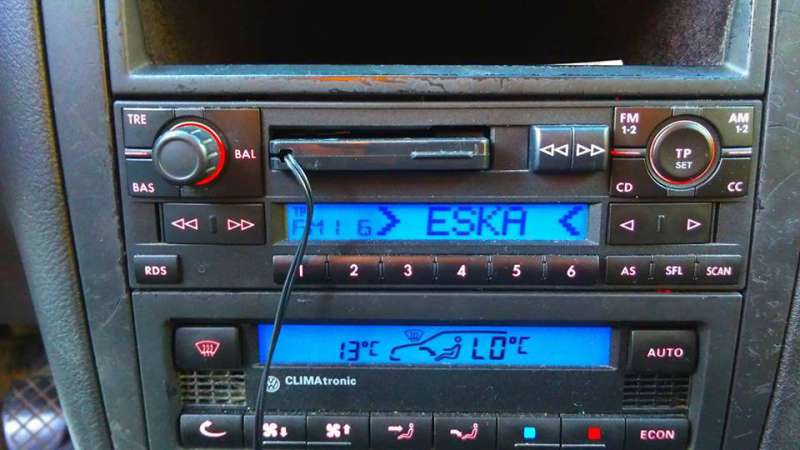 TRE
BAL
BAS
FM
1-2
AM
1-2
TP
SET
CD
CC
TP
FM1 6 > ESKA <
RDS
1 2 3 4 5 6
AS SFL SCAN
13°C LO°C
AUTO
CLIMAtronic
ECON